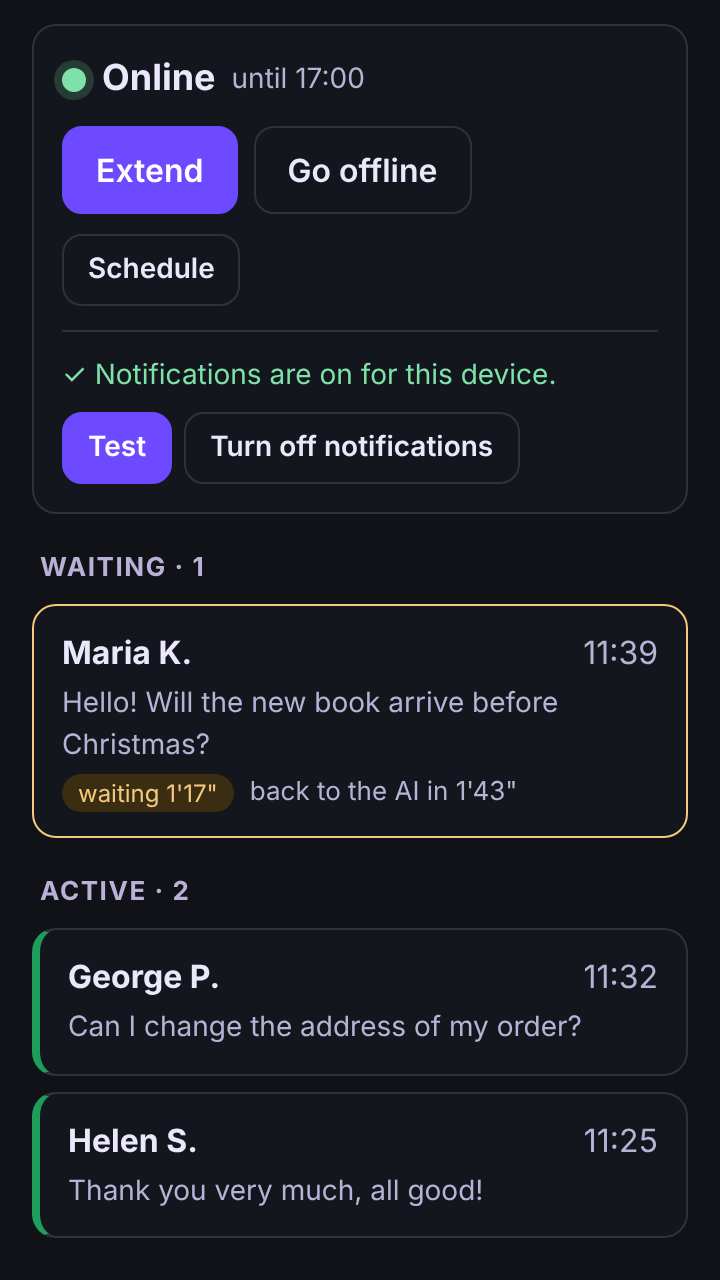 Online until 17:00
Extend
Go offline
Schedule
✓ Notifications are on for this device.
Test
Turn off notifications
WAITING · 1
Maria K. 11:39
Hello! Will the new book arrive before
Christmas?
waiting 1'17" back to the AI in 1'43"
ACTIVE · 2
George P. 11:32
Can I change the address of my order?
Helen S. 11:25
Thank you very much, all good!